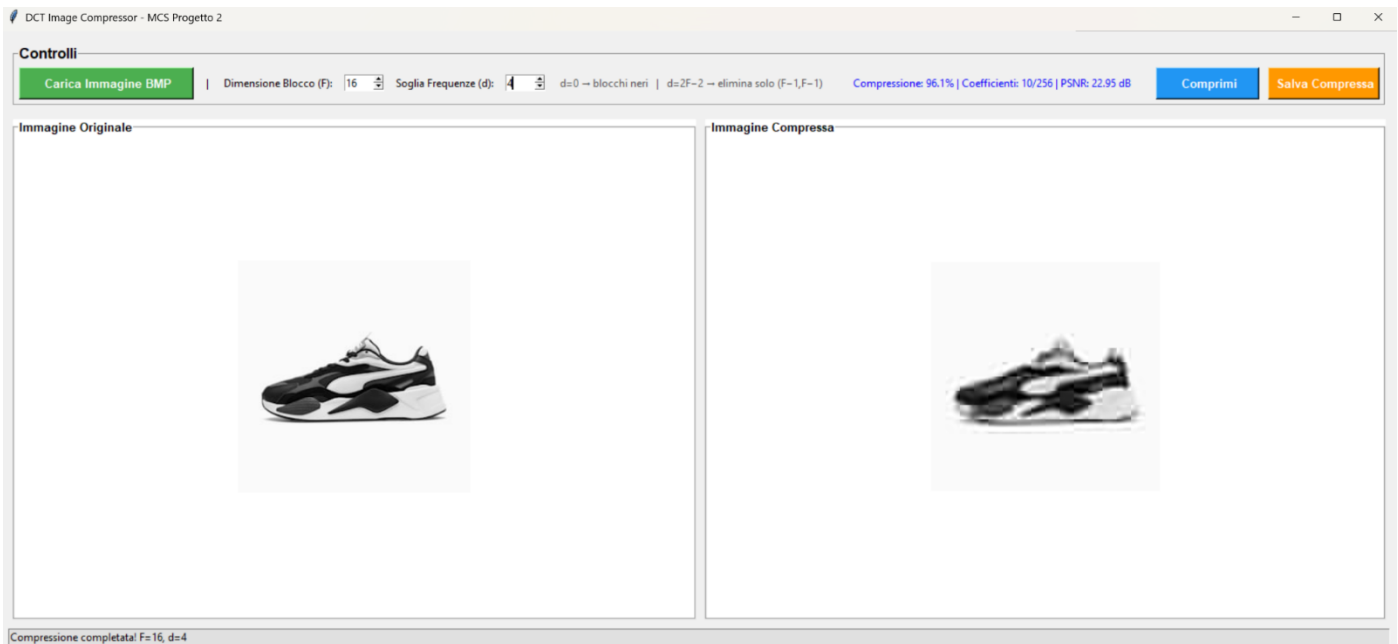 DCT Image Compressor - MCS Progetto 2
Controlli
Carica Immagine BMP | Dimensione Blocco (F): 16 Soglia Frequenze (d): 4 d=0 → blocchi neri | d=2F−2 → elimina solo (F−1,F−1) Compressione: 96.1% | Coefficienti: 10/256 | PSNR: 22.95 dB Comprimi Salva Compressa
Immagine Originale
Immagine Compressa
Compressione completata! F=16, d=4